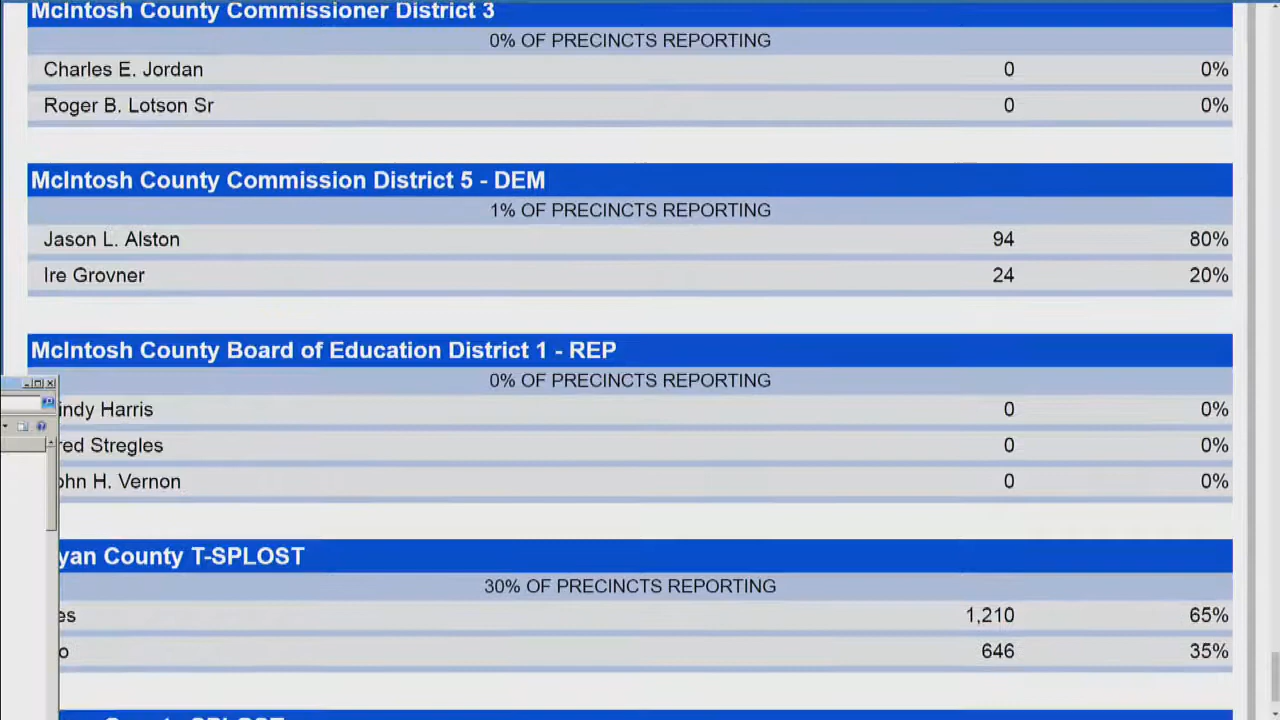 McIntosh County Commissioner District 3
0% OF PRECINCTS REPORTING
Charles E. Jordan 0 0%
Roger B. Lotson Sr 0 0%
McIntosh County Commission District 5 - DEM
1% OF PRECINCTS REPORTING
Jason L. Alston 94 80%
Ire Grovner 24 20%
McIntosh County Board of Education District 1 - REP
0% OF PRECINCTS REPORTING
indy Harris 0 0%
red Stregles 0 0%
ohn H. Vernon 0 0%
yan County T-SPLOST
30% OF PRECINCTS REPORTING
es 1,210 65%
o 646 35%